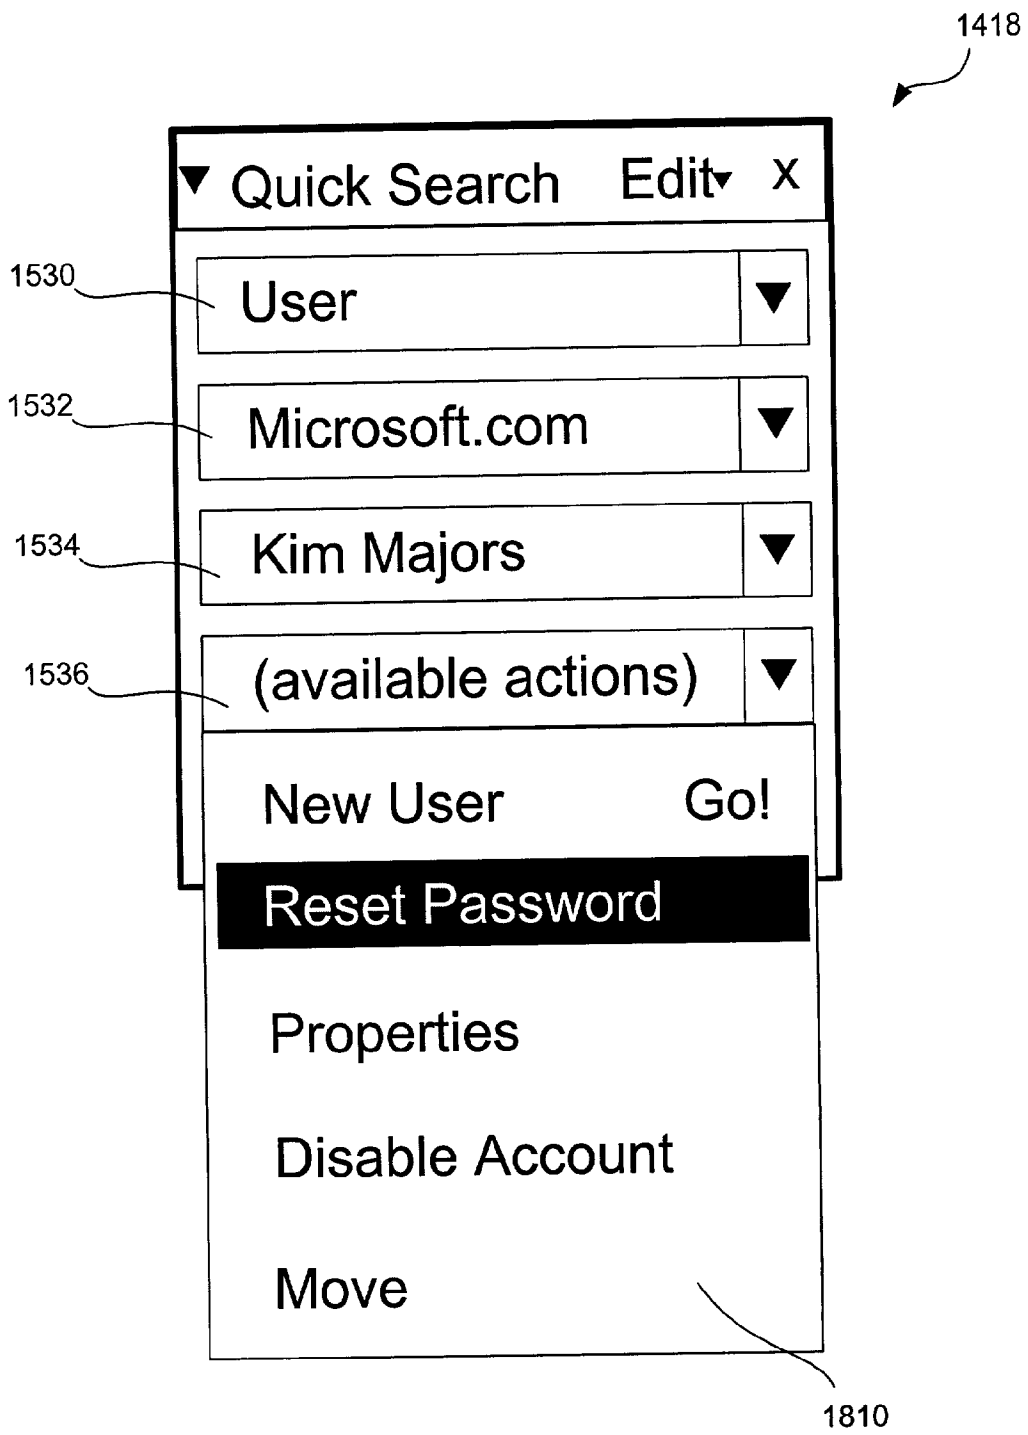 1418
▼ Quick Search Edit▾ X
1530
User ▼
1532
Microsoft.com ▼
1534
Kim Majors ▼
1536
(available actions) ▼
New User Go!
Reset Password
Properties
Disable Account
Move
1810